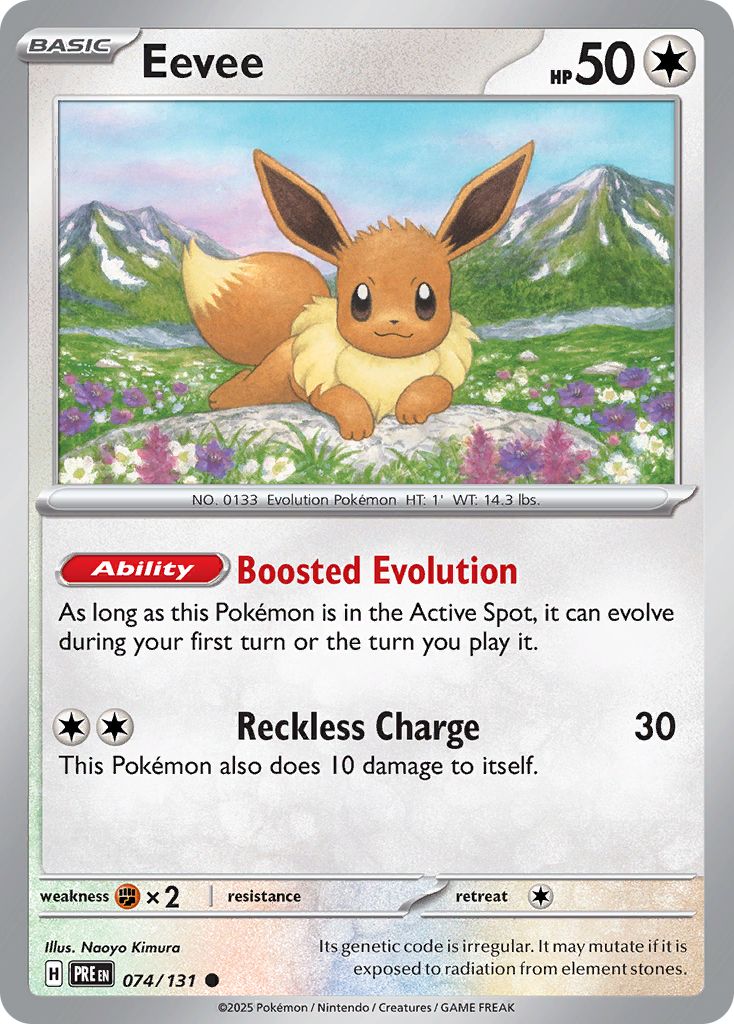 BASIC
Eevee
HP 50
NO. 0133 Evolution Pokémon HT: 1' WT: 14.3 lbs.
Ability Boosted Evolution
As long as this Pokémon is in the Active Spot, it can evolve
during your first turn or the turn you play it.
Reckless Charge 30
This Pokémon also does 10 damage to itself.
weakness ×2 resistance retreat
Illus. Naoyo Kimura
Its genetic code is irregular. It may mutate if it is
exposed to radiation from element stones.
H PRE EN 074/131
©2025 Pokémon / Nintendo / Creatures / GAME FREAK